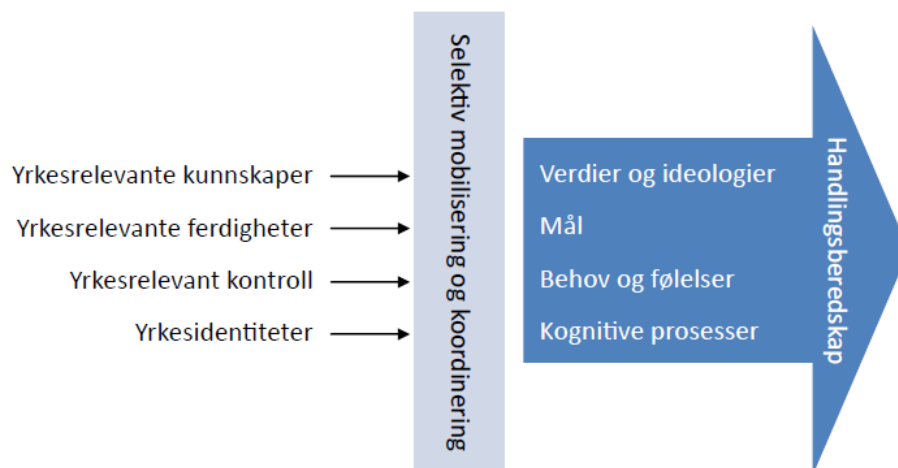 Yrkesrelevante kunnskaper
Yrkesrelevante ferdigheter
Yrkesrelevant kontroll
Yrkesidentiteter
Selektiv mobilisering og koordinering
Verdier og ideologier
Mål
Behov og følelser
Kognitive prosesser
Handlingsberedskap